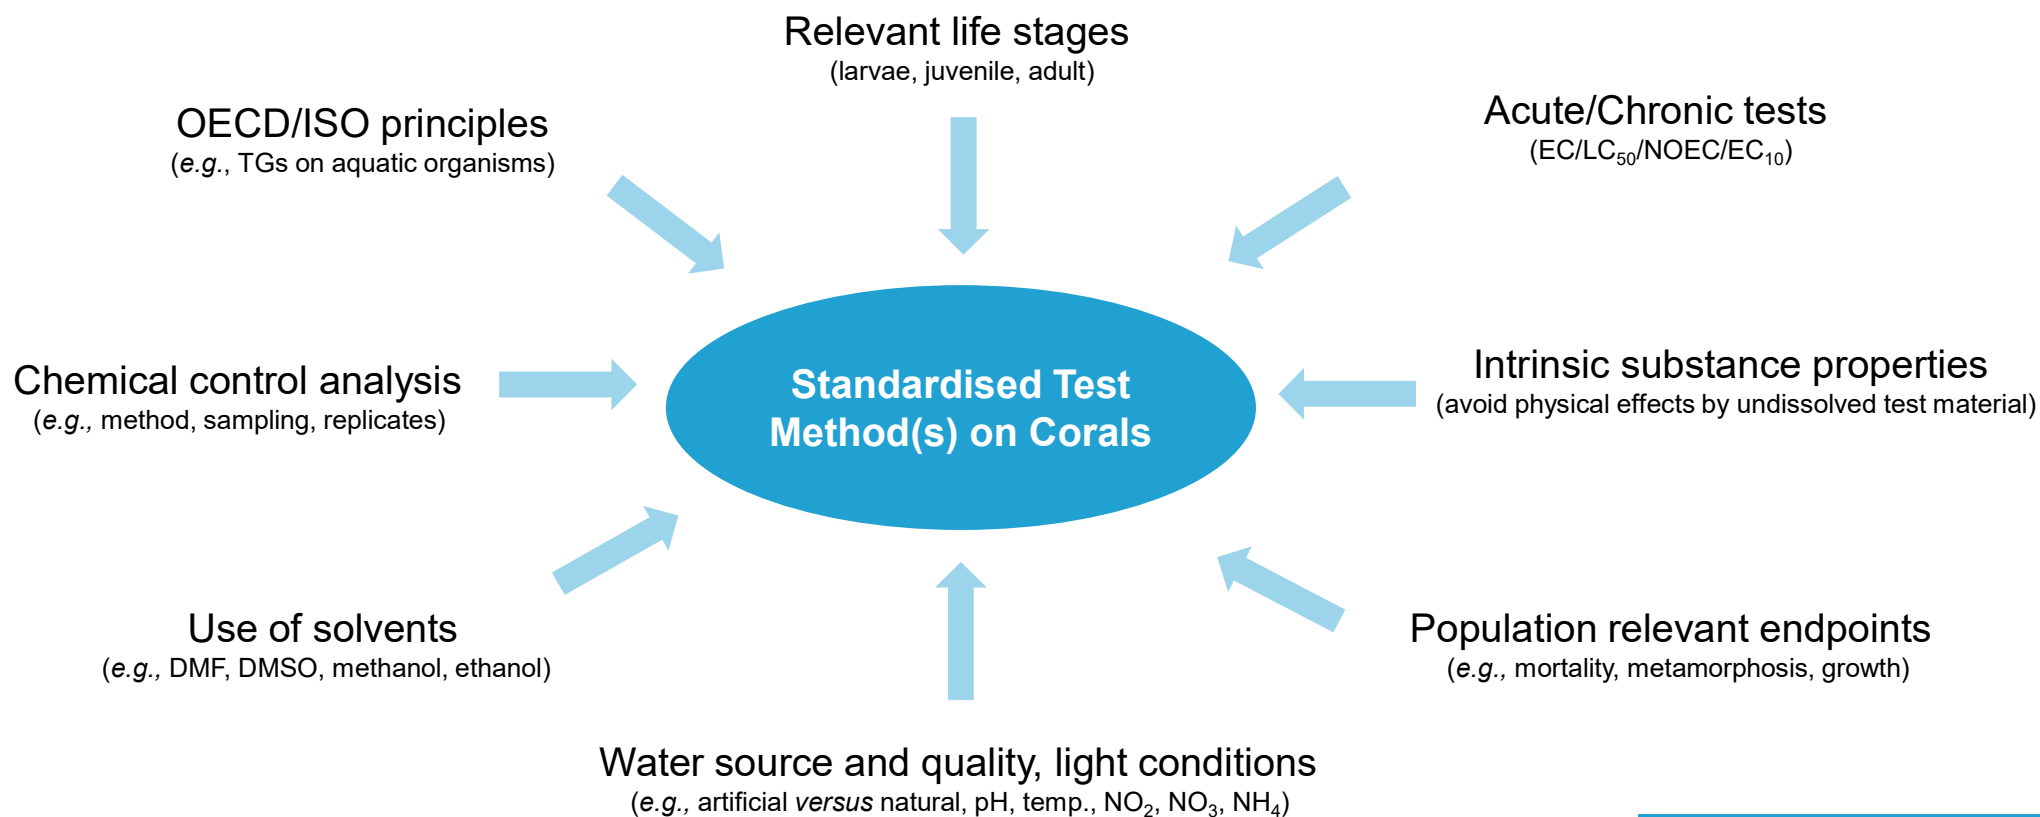 Relevant life stages
(larvae, juvenile, adult)
OECD/ISO principles
(e.g., TGs on aquatic organisms)
Acute/Chronic tests
(EC/LC50/NOEC/EC10)
Chemical control analysis
(e.g., method, sampling, replicates)
Standardised Test
Method(s) on Corals
Intrinsic substance properties
(avoid physical effects by undissolved test material)
Use of solvents
(e.g., DMF, DMSO, methanol, ethanol)
Population relevant endpoints
(e.g., mortality, metamorphosis, growth)
Water source and quality, light conditions
(e.g., artificial versus natural, pH, temp., NO2, NO3, NH4)